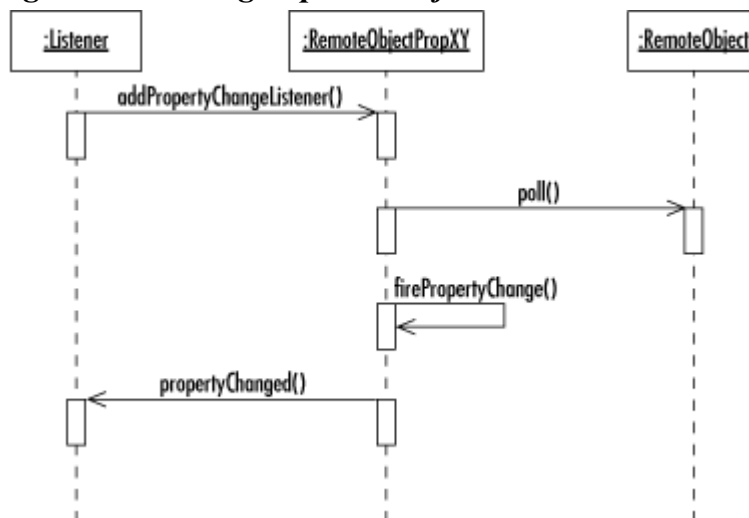 :Listener
:RemoteObjectPropXY
:RemoteObject
addPropertyChangeListener()
poll()
firePropertyChange()
propertyChanged()